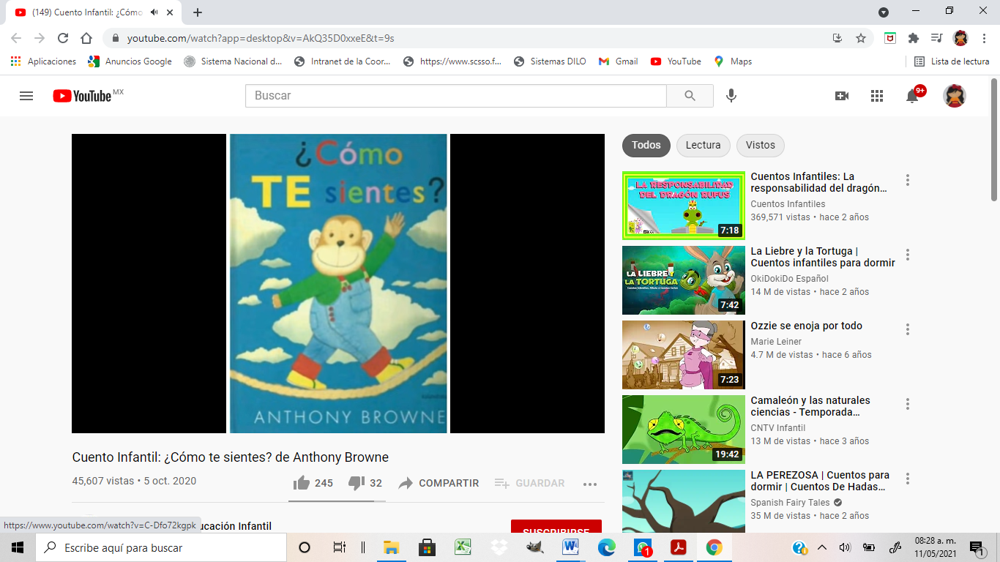 (149) Cuento Infantil: ¿Cómo
youtube.com/watch?app=desktop&v=AkQ35D0xxeE&t=9s
Aplicaciones
Anuncios Google
Sistema Nacional d...
Intranet de la Coor...
https://www.scsso.f...
Sistemas DILO
Gmail
YouTube
Maps
Lista de lectura
YouTube MX
Buscar
9+
¿Cómo
TE sientes?
ANTHONY BROWNE
Cuento Infantil: ¿Cómo te sientes? de Anthony Browne
45,607 vistas • 5 oct. 2020
245
32
COMPARTIR
GUARDAR
ucación Infantil
SUSCRIBIRSE
Todos
Lectura
Vistos
LA RESPONSABILIDAD
DEL DRAGÓN RUFUS
7:18
Cuentos Infantiles: La
responsabilidad del dragón...
Cuentos Infantiles
369,571 vistas • hace 2 años
LA LIEBRE Y
LA TORTUGA
7:42
La Liebre y la Tortuga |
Cuentos infantiles para dormir
OkiDokiDo Español
14 M de vistas • hace 2 años
7:23
Ozzie se enoja por todo
Marie Leiner
4.7 M de vistas • hace 6 años
19:42
Camaleón y las naturales
ciencias - Temporada...
CNTV Infantil
13 M de vistas • hace 3 años
LA PEREZOSA | Cuentos para
dormir | Cuentos De Hadas...
Spanish Fairy Tales
35 M de vistas • hace 2 años
https://www.youtube.com/watch?v=C-Dfo72kgpk
Escribe aquí para buscar
1
08:28 a. m.
11/05/2021
1